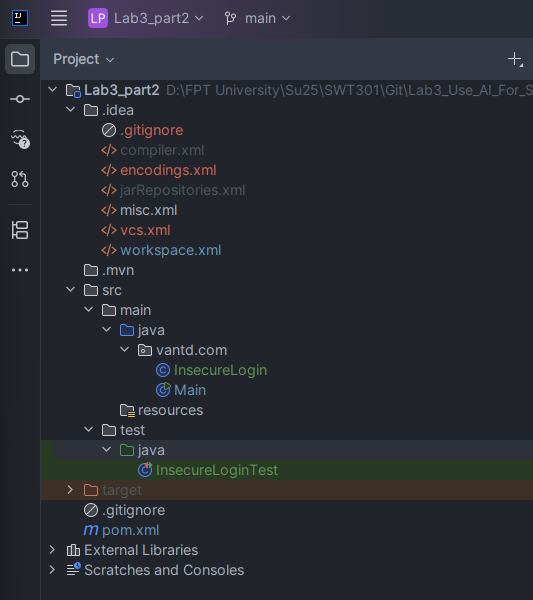 LP Lab3_part2 main
Project
Lab3_part2 D:\FPT University\Su25\SWT301\Git\Lab3_Use_AI_For_S
.idea
.gitignore
compiler.xml
encodings.xml
jarRepositories.xml
misc.xml
vcs.xml
workspace.xml
.mvn
src
main
java
vantd.com
InsecureLogin
Main
resources
test
java
InsecureLoginTest
target
.gitignore
pom.xml
External Libraries
Scratches and Consoles